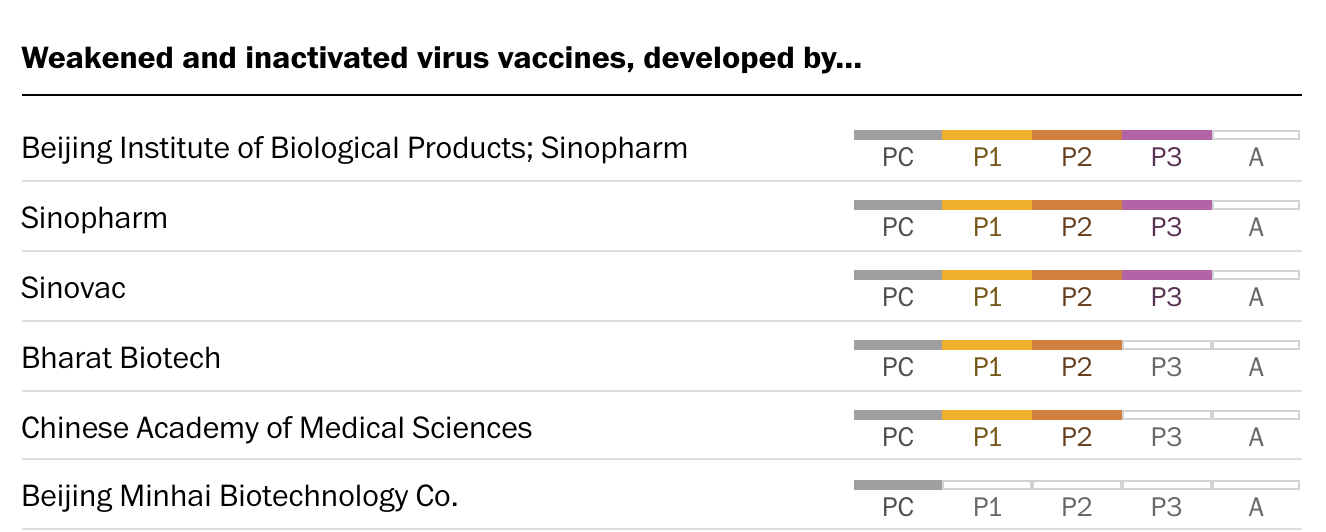 Weakened and inactivated virus vaccines, developed by...
Beijing Institute of Biological Products; Sinopharm PC P1 P2 P3 A
Sinopharm PC P1 P2 P3 A
Sinovac PC P1 P2 P3 A
Bharat Biotech PC P1 P2 P3 A
Chinese Academy of Medical Sciences PC P1 P2 P3 A
Beijing Minhai Biotechnology Co. PC P1 P2 P3 A